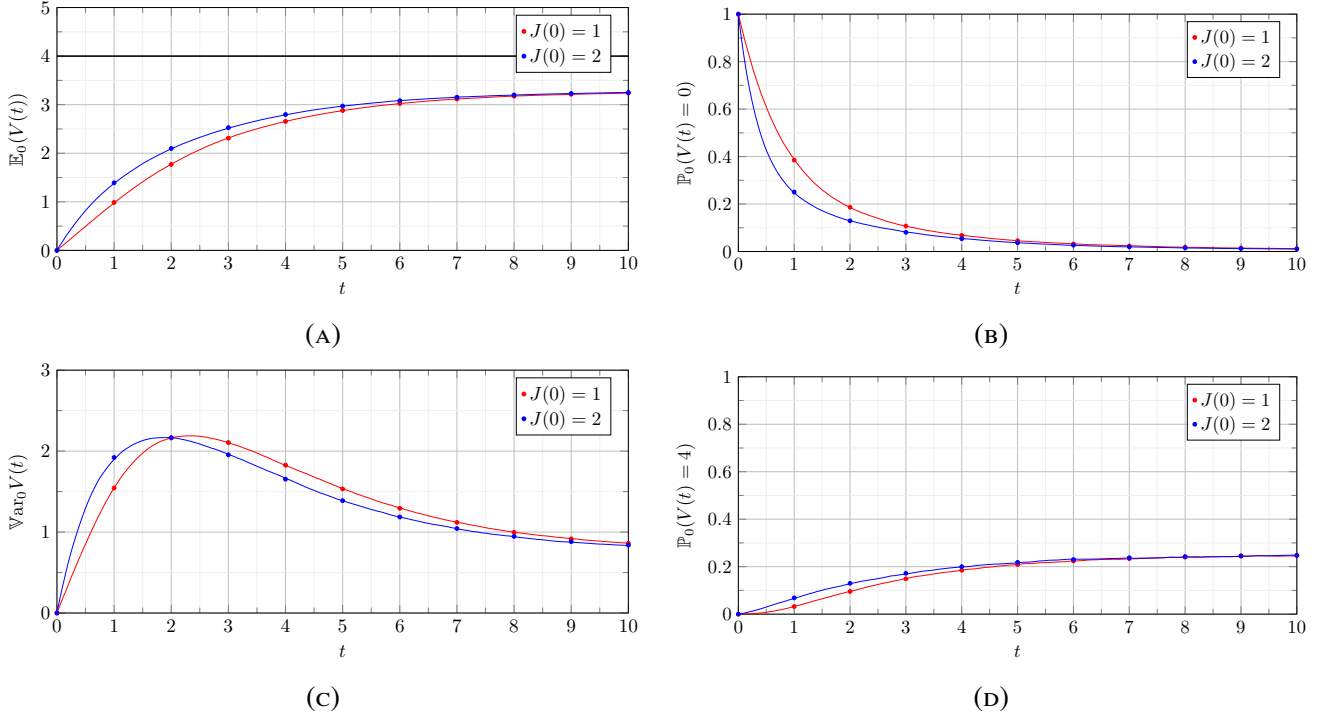 5
4
3
2
1
0
𝔼₀(V(t))
0 1 2 3 4 5 6 7 8 9 10
t
J(0) = 1
J(0) = 2
(A)
1
0.8
0.6
0.4
0.2
0
ℙ₀(V(t) = 0)
0 1 2 3 4 5 6 7 8 9 10
t
J(0) = 1
J(0) = 2
(B)
3
2
1
0
𝕍ar₀V(t)
0 1 2 3 4 5 6 7 8 9 10
t
J(0) = 1
J(0) = 2
(C)
1
0.8
0.6
0.4
0.2
0
ℙ₀(V(t) = 4)
0 1 2 3 4 5 6 7 8 9 10
t
J(0) = 1
J(0) = 2
(D)